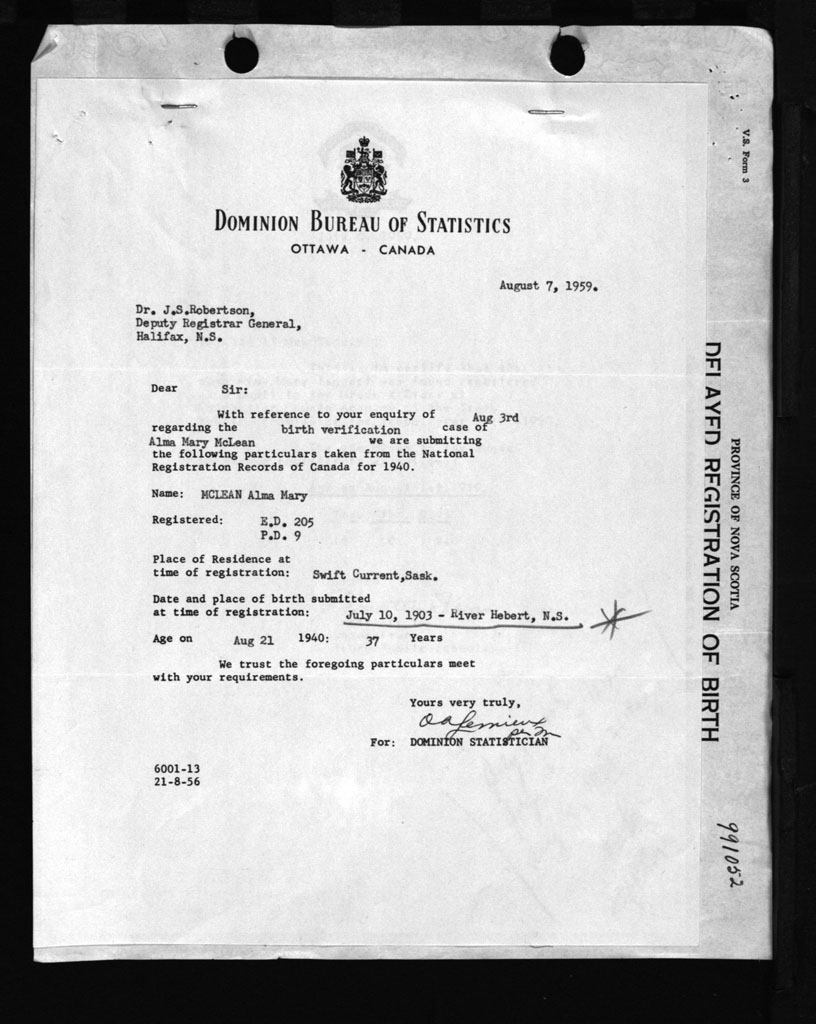 DOMINION BUREAU OF STATISTICS
OTTAWA - CANADA
August 7, 1959.
Dr. J.S.Robertson,
Deputy Registrar General,
Halifax, N.S.
Dear Sir:
With reference to your enquiry of Aug 3rd
regarding the birth verification case of
Alma Mary McLean we are submitting
the following particulars taken from the National
Registration Records of Canada for 1940.
Name: MCLEAN Alma Mary
Registered: E.D. 205
P.D. 9
Place of Residence at
time of registration: Swift Current,Sask.
Date and place of birth submitted
at time of registration: July 10, 1903 - River Hebert, N.S.
Age on Aug 21 1940: 37 Years
We trust the foregoing particulars meet
with your requirements.
Yours very truly,
O A Lemieux
per
For: DOMINION STATISTICIAN
6001-13
21-8-56
V.S. Form 3
PROVINCE OF NOVA SCOTIA
DELAYED REGISTRATION OF BIRTH
991052